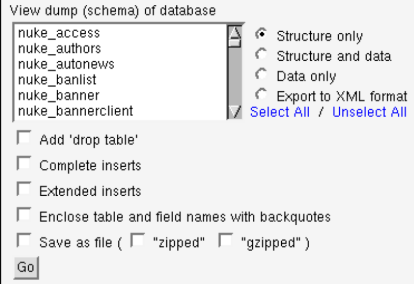 View dump (schema) of database
nuke_access
nuke_authors
nuke_autonews
nuke_banlist
nuke_banner
nuke_bannerclient
Structure only
Structure and data
Data only
Export to XML format
Select All / Unselect All
Add 'drop table'
Complete inserts
Extended inserts
Enclose table and field names with backquotes
Save as file ( "zipped" "gzipped" )
Go